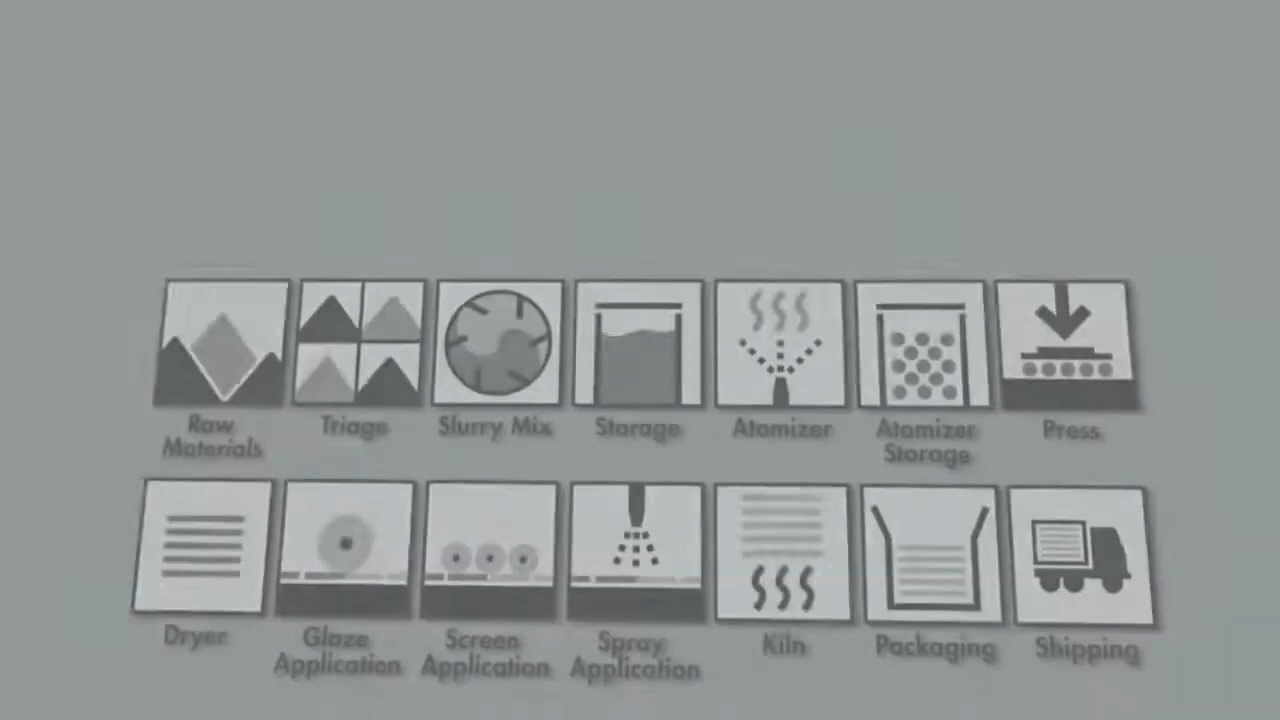 Raw
Materials
Triage
Slurry Mix
Storage
Atomizer
Atomizer
Storage
Press
Dryer
Glaze
Application
Screen
Application
Spray
Application
Kiln
Packaging
Shipping